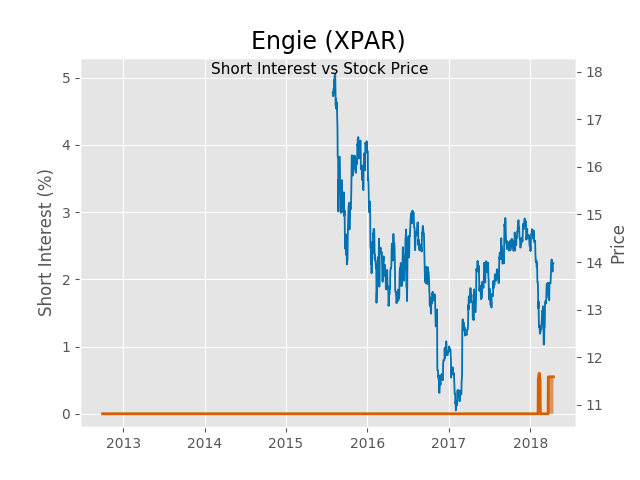 Engie (XPAR)
Short Interest vs Stock Price
Short Interest (%)
5
4
3
2
1
0
18
17
16
15
14
13
12
11
Price
2013 2014 2015 2016 2017 2018